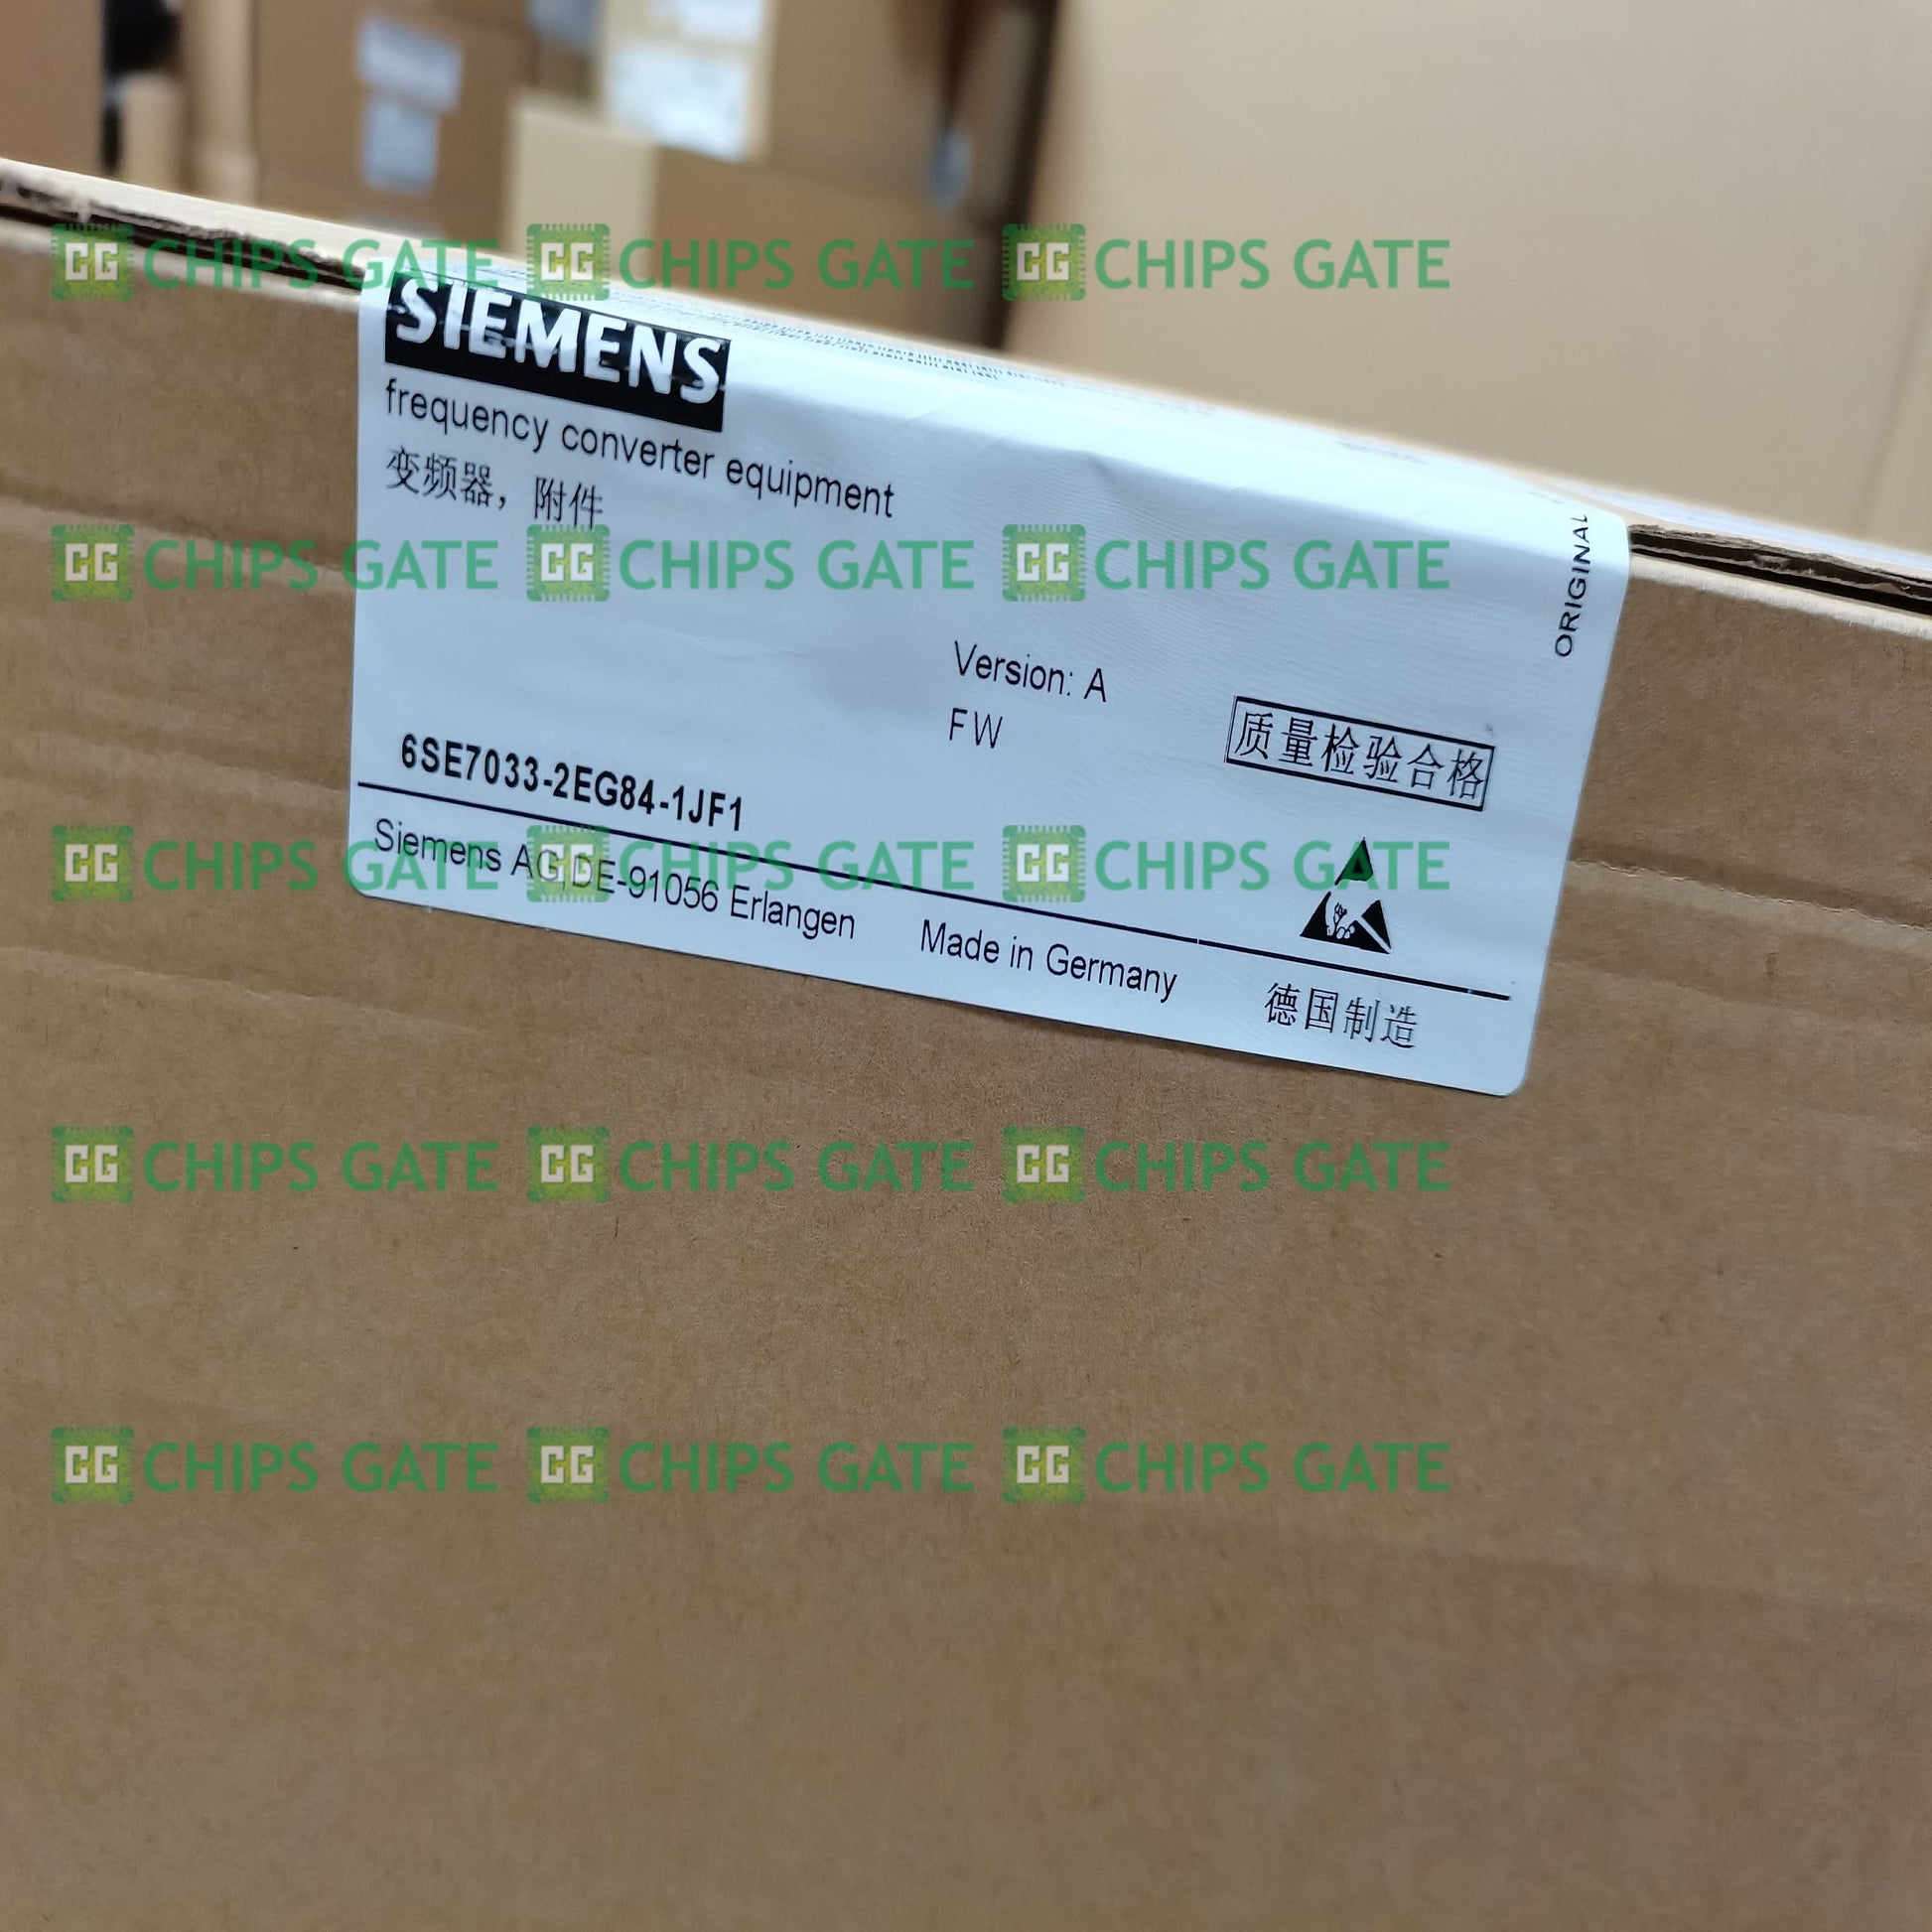 CHIPS GATE CHIPS GATE CHIPS GATE
SIEMENS
frequency converter equipment
变频器，附件
ORIGINAL
CHIPS GATE CHIPS GATE CHIPS GATE
Version: A
FW
质量检验合格
6SE7033-2EG84-1JF1
CHIPS GATE CHIPS GATE CHIPS GATE
Siemens AG,DE-91056 Erlangen Made in Germany
德国制造
CHIPS GATE CHIPS GATE CHIPS GATE
CHIPS GATE CHIPS GATE CHIPS GATE